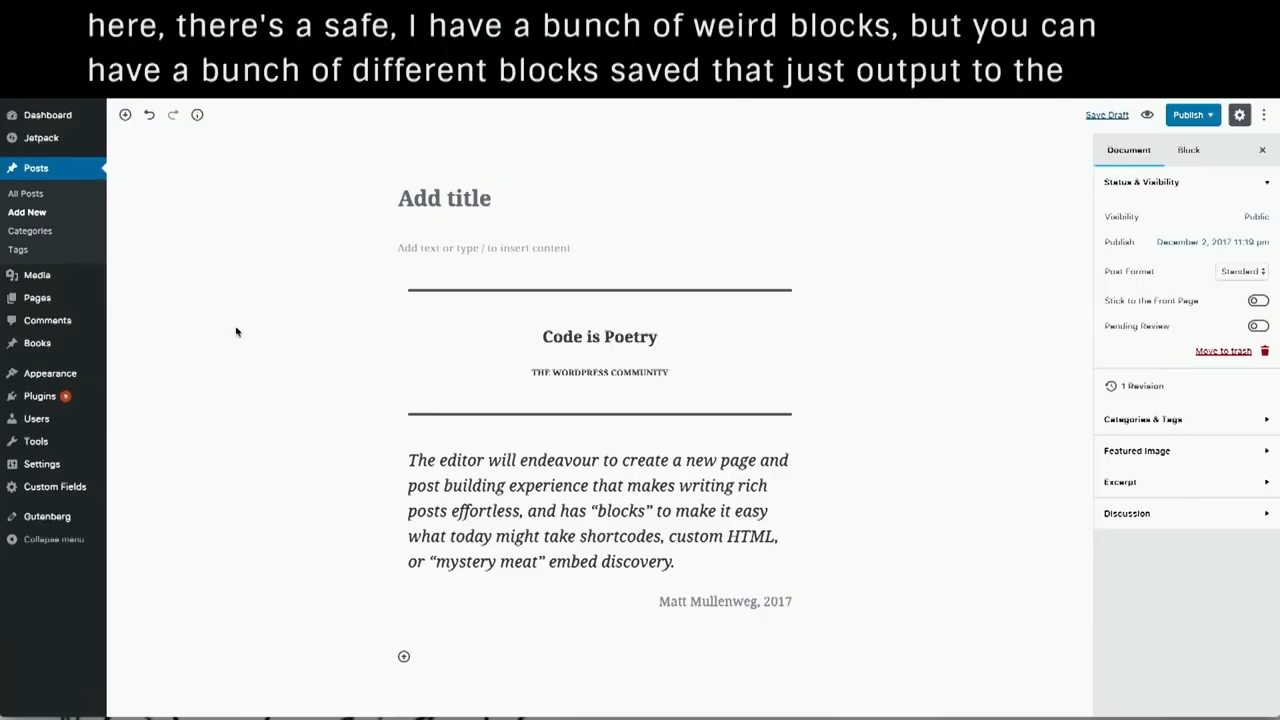 here, there's a safe, I have a bunch of weird blocks, but you can
have a bunch of different blocks saved that just output to the
Dashboard
Jetpack
Posts
All Posts
Add New
Categories
Tags
Media
Pages
Comments
Books
Appearance
Plugins
Users
Tools
Settings
Custom Fields
Gutenberg
Collapse menu
Add title
Add text or type / to insert content
Code is Poetry
THE WORDPRESS COMMUNITY
The editor will endeavour to create a new page and
post building experience that makes writing rich
posts effortless, and has “blocks” to make it easy
what today might take shortcodes, custom HTML,
or “mystery meat” embed discovery.
Matt Mullenweg, 2017
Save Draft
Publish
Document Block
Status & Visibility
Visibility Public
Publish December 2, 2017 11:19 pm
Post Format Standard
Stick to the Front Page
Pending Review
Move to trash
1 Revision
Categories & Tags
Featured Image
Excerpt
Discussion